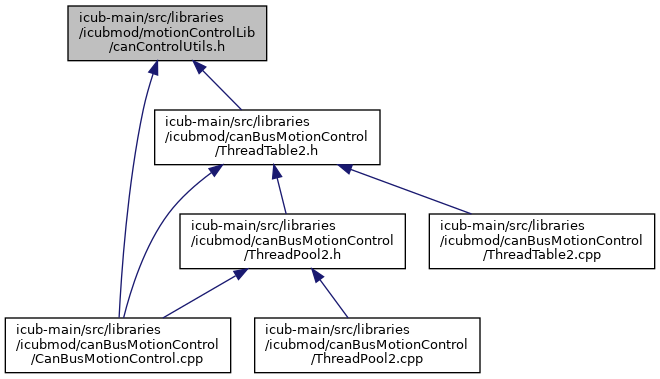 icub-main/src/libraries
/icubmod/motionControlLib
/canControlUtils.h
icub-main/src/libraries
/icubmod/canBusMotionControl
/ThreadTable2.h
icub-main/src/libraries
/icubmod/canBusMotionControl
/ThreadPool2.h
icub-main/src/libraries
/icubmod/canBusMotionControl
/ThreadTable2.cpp
icub-main/src/libraries
/icubmod/canBusMotionControl
/CanBusMotionControl.cpp
icub-main/src/libraries
/icubmod/canBusMotionControl
/ThreadPool2.cpp